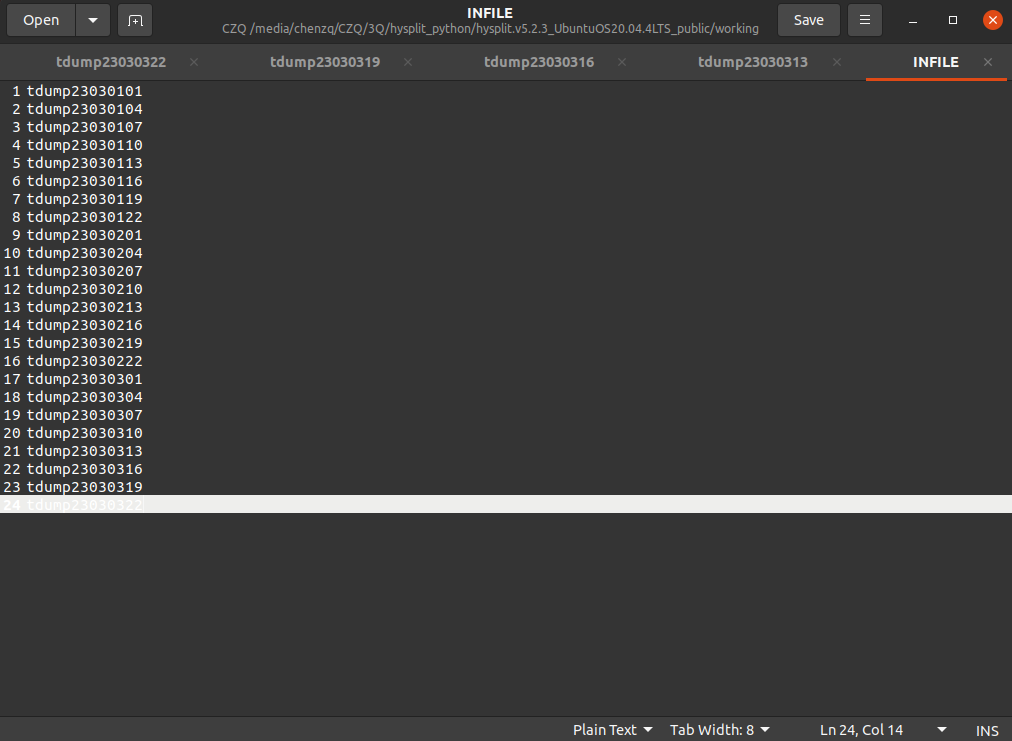 Open
INFILE
CZQ /media/chenzq/CZQ/3Q/hysplit_python/hysplit.v5.2.3_UbuntuOS20.04.4LTS_public/working
Save
tdump23030322
tdump23030319
tdump23030316
tdump23030313
INFILE
1 tdump23030101
2 tdump23030104
3 tdump23030107
4 tdump23030110
5 tdump23030113
6 tdump23030116
7 tdump23030119
8 tdump23030122
9 tdump23030201
10 tdump23030204
11 tdump23030207
12 tdump23030210
13 tdump23030213
14 tdump23030216
15 tdump23030219
16 tdump23030222
17 tdump23030301
18 tdump23030304
19 tdump23030307
20 tdump23030310
21 tdump23030313
22 tdump23030316
23 tdump23030319
24 tdump23030322
Plain Text
Tab Width: 8
Ln 24, Col 14
INS